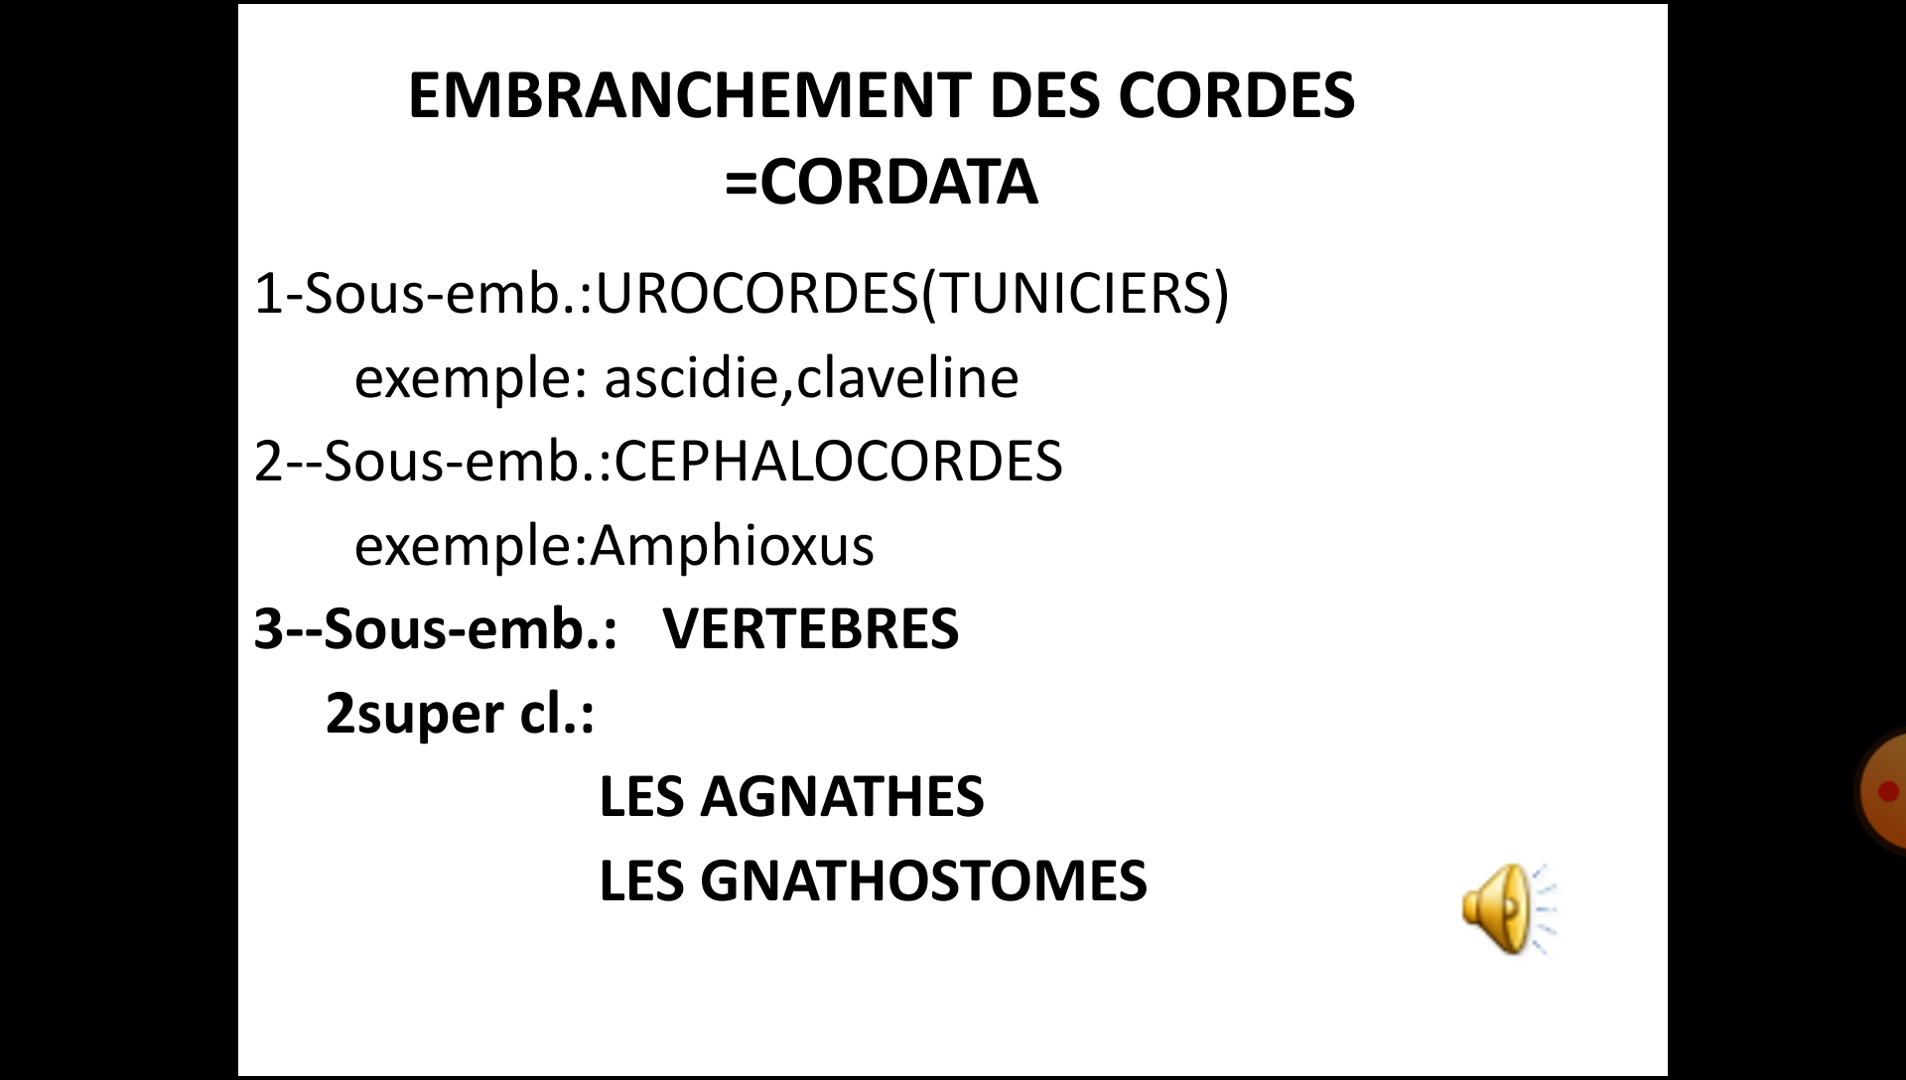 EMBRANCHEMENT DES CORDES
=CORDATA
1-Sous-emb.:UROCORDES(TUNICIERS)
exemple: ascidie,claveline
2--Sous-emb.:CEPHALOCORDES
exemple:Amphioxus
3--Sous-emb.: VERTEBRES
2super cl.:
LES AGNATHES
LES GNATHOSTOMES